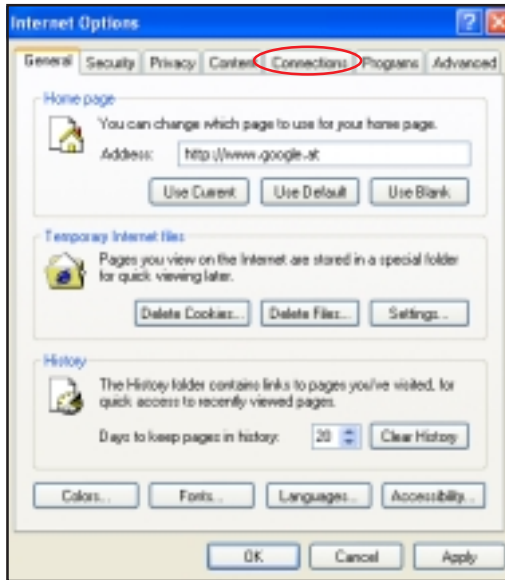 Internet Options
General Security Privacy Content Connections Programs Advanced
Home page
You can change which page to use for your home page.
Address: http://www.google.at
Use Current Use Default Use Blank
Temporary Internet files
Pages you view on the Internet are stored in a special folder
for quick viewing later.
Delete Cookies... Delete Files... Settings...
History
The History folder contains links to pages you've visited, for
quick access to recently viewed pages.
Days to keep pages in history: 20 Clear History
Colors... Fonts... Languages... Accessibility...
OK Cancel Apply